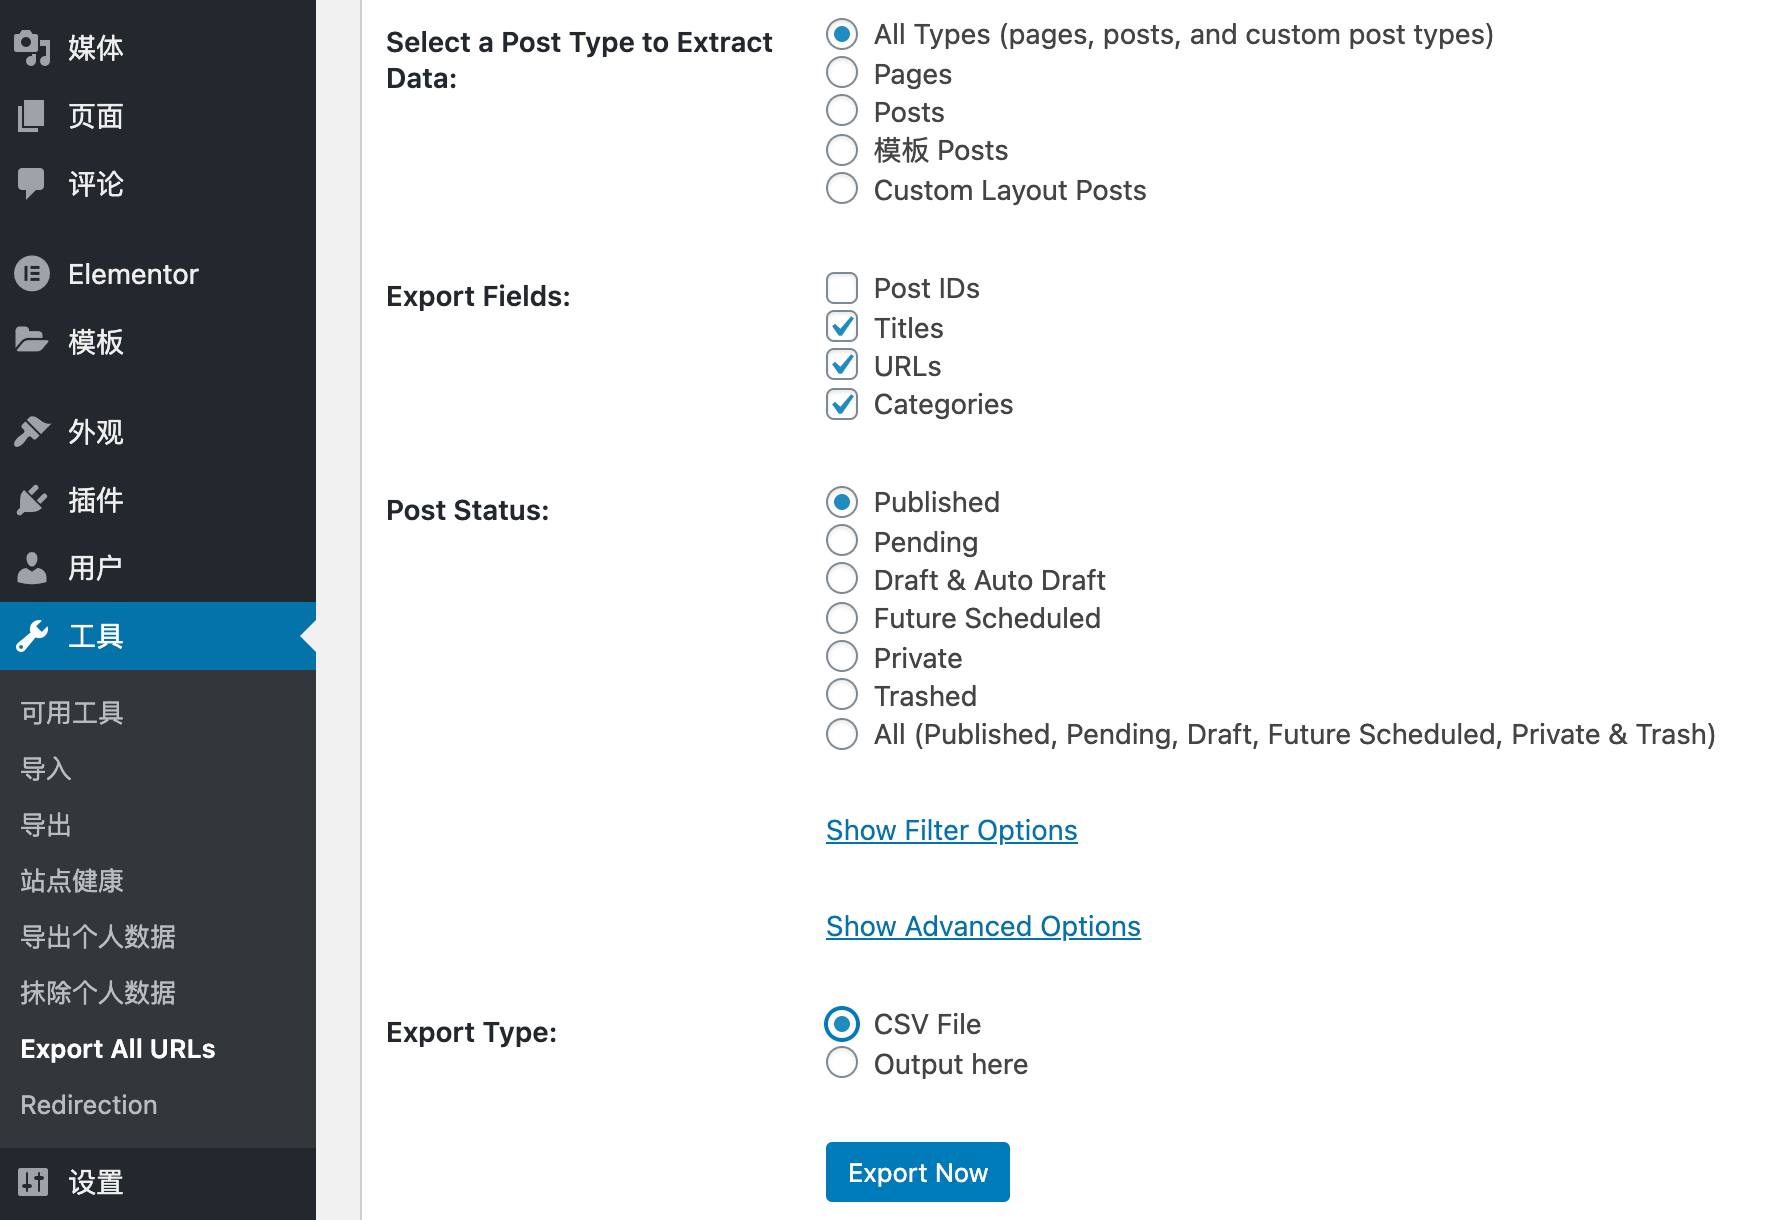 媒体
页面
评论
Elementor
模板
外观
插件
用户
工具
可用工具
导入
导出
站点健康
导出个人数据
抹除个人数据
Export All URLs
Redirection
设置
Select a Post Type to Extract
Data:
All Types (pages, posts, and custom post types)
Pages
Posts
模板 Posts
Custom Layout Posts
Export Fields:
Post IDs
Titles
URLs
Categories
Post Status:
Published
Pending
Draft & Auto Draft
Future Scheduled
Private
Trashed
All (Published, Pending, Draft, Future Scheduled, Private & Trash)
Show Filter Options
Show Advanced Options
Export Type:
CSV File
Output here
Export Now